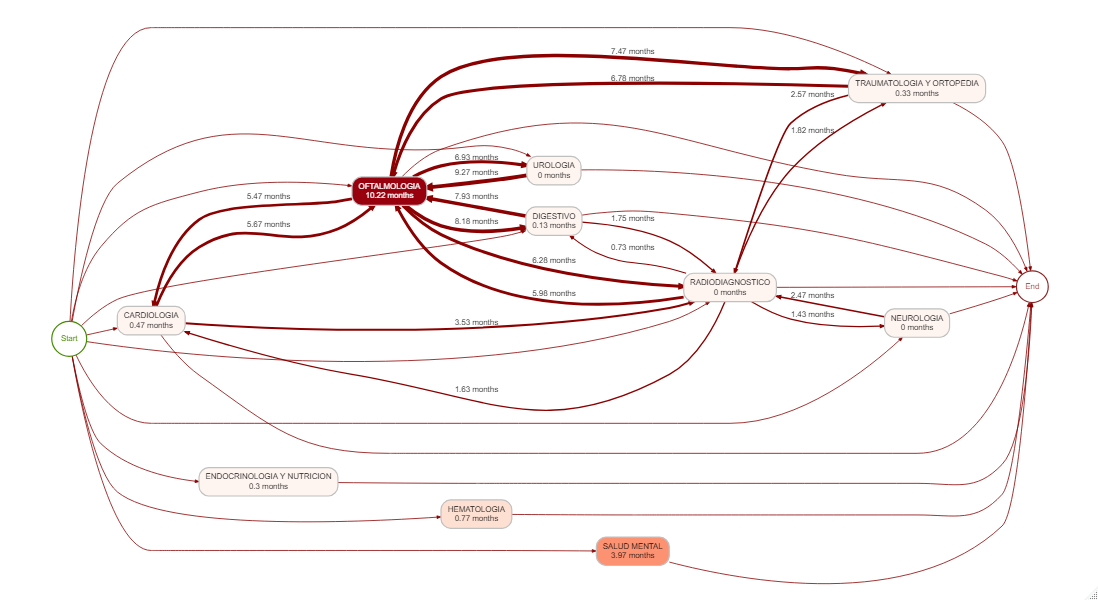 7.47 months
6.78 months
TRAUMATOLOGIA Y ORTOPEDIA
0.33 months
2.57 months
1.82 months
6.93 months
UROLOGIA
0 months
9.27 months
OFTALMOLOGIA
10.22 months
5.47 months
7.93 months
DIGESTIVO
0.13 months
8.18 months
1.75 months
5.67 months
0.73 months
6.28 months
RADIODIAGNOSTICO
0 months
5.98 months
End
2.47 months
CARDIOLOGIA
0.47 months
1.43 months
NEUROLOGIA
0 months
3.53 months
Start
1.63 months
ENDOCRINOLOGIA Y NUTRICION
0.3 months
HEMATOLOGIA
0.77 months
SALUD MENTAL
3.97 months